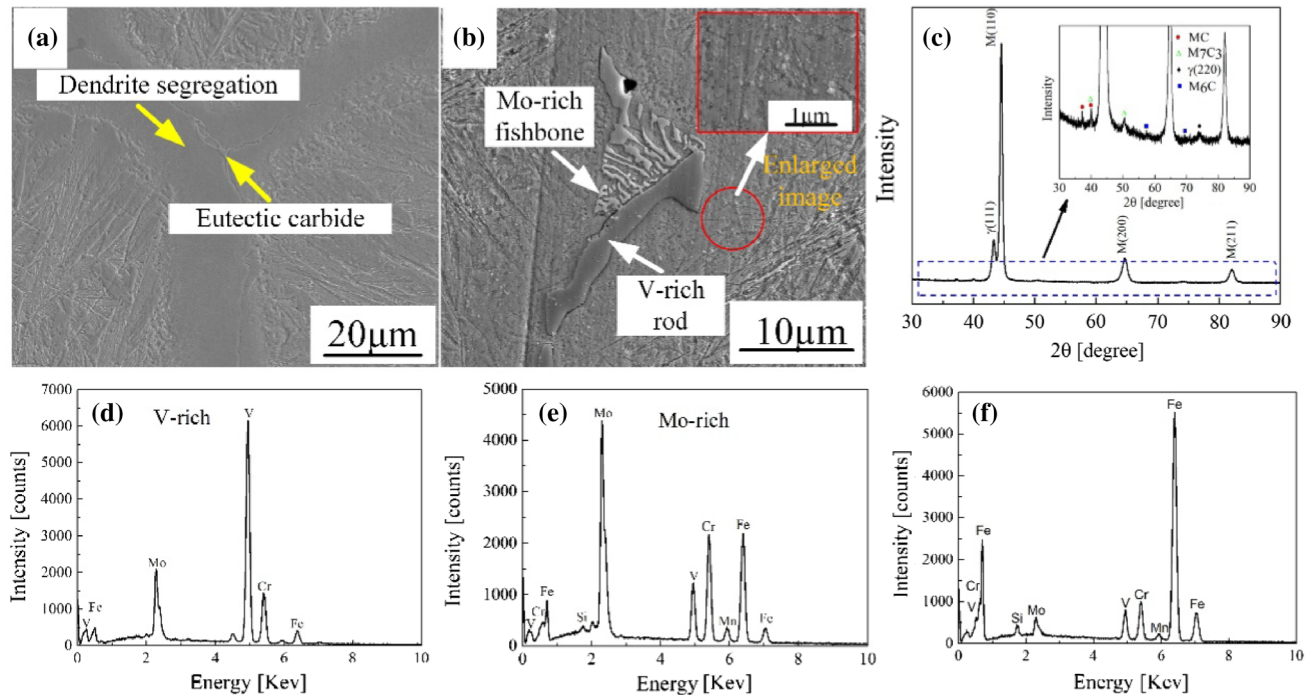 (a)
Dendrite segregation
Eutectic carbide
20μm
(b)
Mo-rich
fishbone
1μm
Enlarged
image
V-rich
rod
10μm
(c)
Intensity
M(110)
γ(111)
M(200)
M(211)
30 40 50 60 70 80 90
2θ [degree]
Intensity
MC
M7C3
γ(220)
M6C
30 40 50 60 70 80 90
2θ [degree]
(d)
V-rich
Intensity [counts]
7000
6000
5000
4000
3000
2000
1000
0
Fe
V
Mo
V
Cr
Fe
0 2 4 6 8 10
Energy [Kev]
(e)
Mo-rich
Intensity [counts]
5000
4000
3000
2000
1000
0
V
Cr
Fe
Si
Mo
V
Cr
Mn
Fe
Fe
0 2 4 6 8 10
Energy [Kev]
(f)
Intensity [counts]
6000
5000
4000
3000
2000
1000
0
Cr
V
Fe
Si
Mo
V
Cr
Mn
Fe
Fe
0 2 4 6 8 10
Energy [Kev]